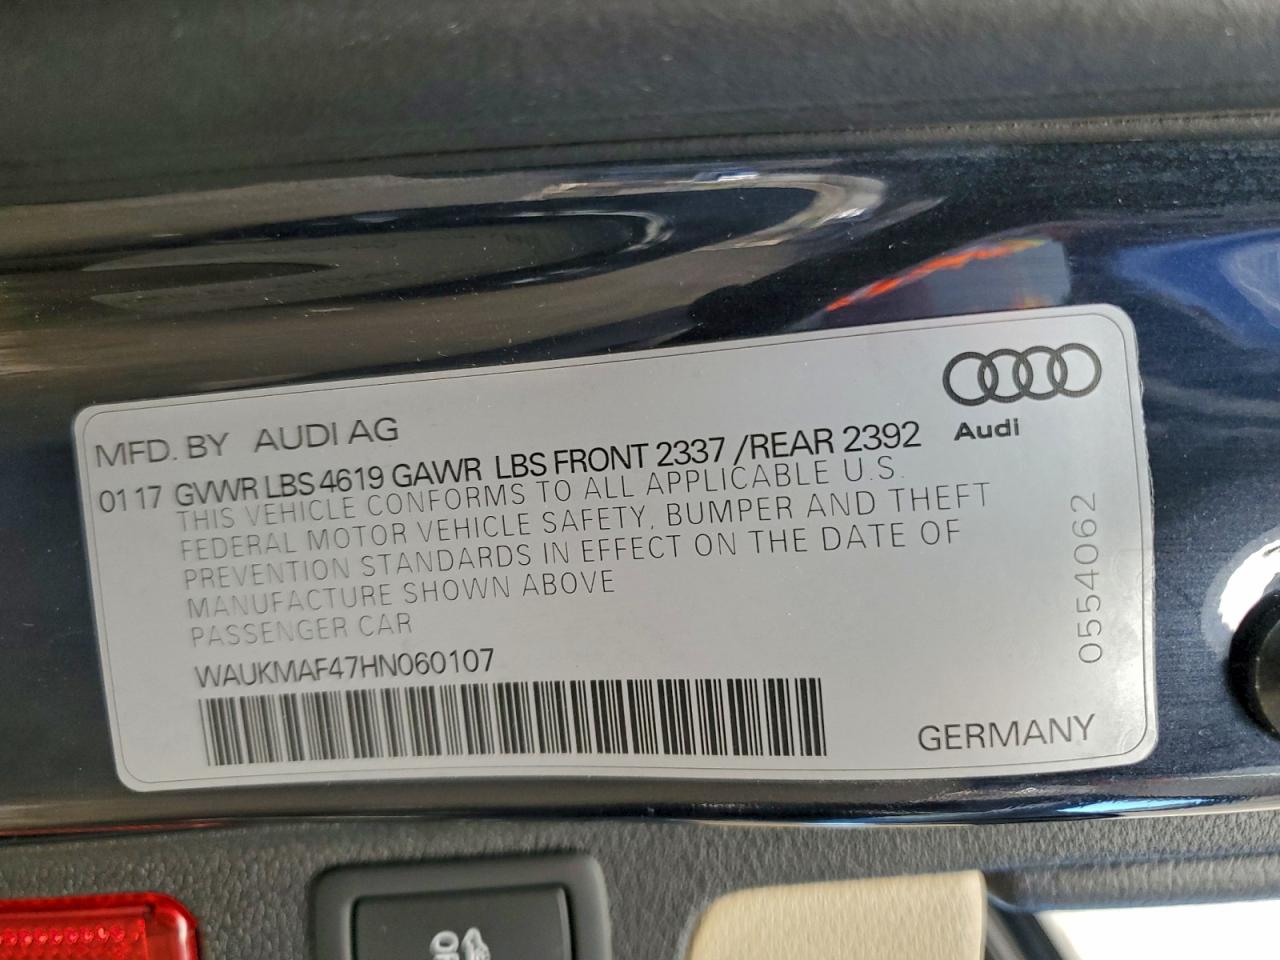 Audi
MFD. BY AUDI AG
01 17 GVWR LBS 4619 GAWR LBS FRONT 2337 /REAR 2392
THIS VEHICLE CONFORMS TO ALL APPLICABLE U.S.
FEDERAL MOTOR VEHICLE SAFETY, BUMPER AND THEFT
PREVENTION STANDARDS IN EFFECT ON THE DATE OF
MANUFACTURE SHOWN ABOVE
PASSENGER CAR
WAUKMAF47HN060107
0554062
GERMANY